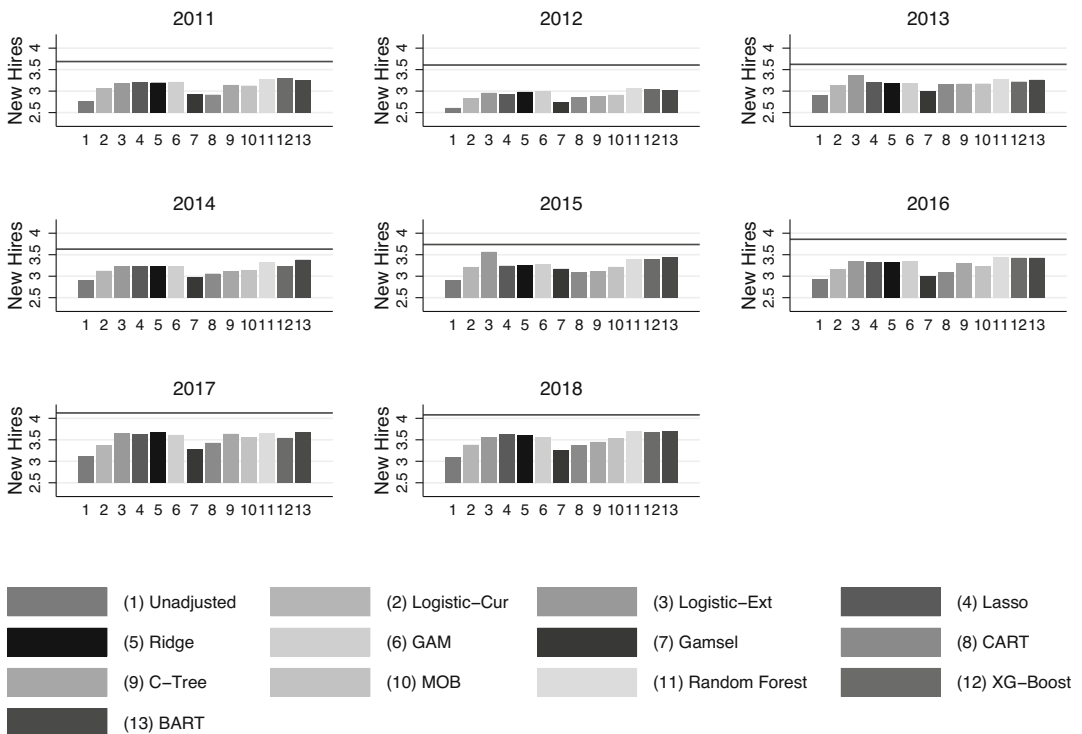 2011 2012 2013
New Hires 2.5 3 3.5 4 New Hires 2.5 3 3.5 4 New Hires 2.5 3 3.5 4
1 2 3 4 5 6 7 8 9 10 11 12 13 1 2 3 4 5 6 7 8 9 10 11 12 13 1 2 3 4 5 6 7 8 9 10 11 12 13
2014 2015 2016
New Hires 2.5 3 3.5 4 New Hires 2.5 3 3.5 4 New Hires 2.5 3 3.5 4
1 2 3 4 5 6 7 8 9 10 11 12 13 1 2 3 4 5 6 7 8 9 10 11 12 13 1 2 3 4 5 6 7 8 9 10 11 12 13
2017 2018
New Hires 2.5 3 3.5 4 New Hires 2.5 3 3.5 4
1 2 3 4 5 6 7 8 9 10 11 12 13 1 2 3 4 5 6 7 8 9 10 11 12 13
(1) Unadjusted (2) Logistic−Cur (3) Logistic−Ext (4) Lasso
(5) Ridge (6) GAM (7) Gamsel (8) CART
(9) C−Tree (10) MOB (11) Random Forest (12) XG−Boost
(13) BART